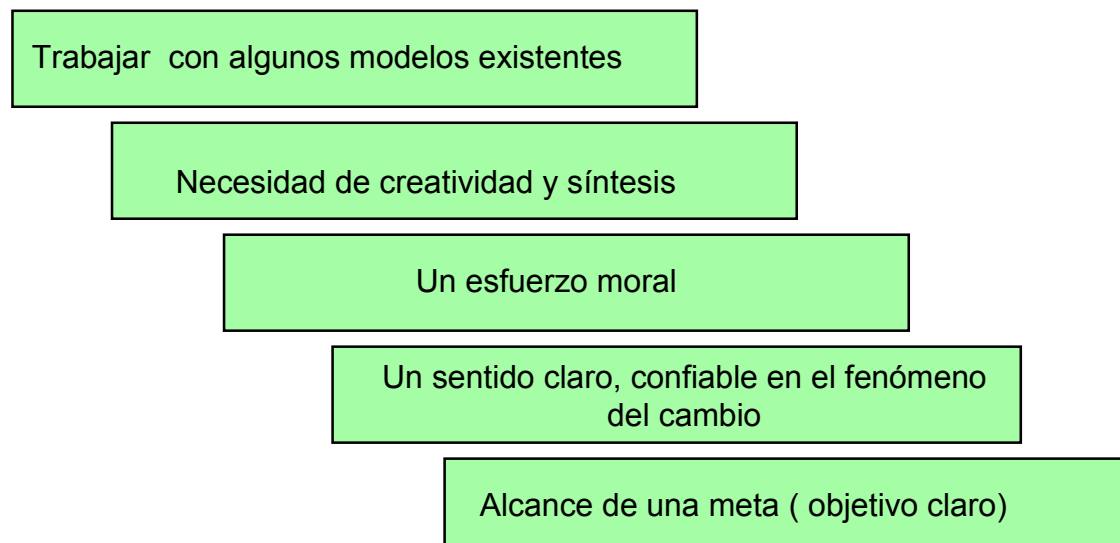 Trabajar  con algunos modelos existentes
Necesidad de creatividad y síntesis
Un esfuerzo moral
Un sentido claro, confiable en el fenómeno
del cambio
Alcance de una meta ( objetivo claro)